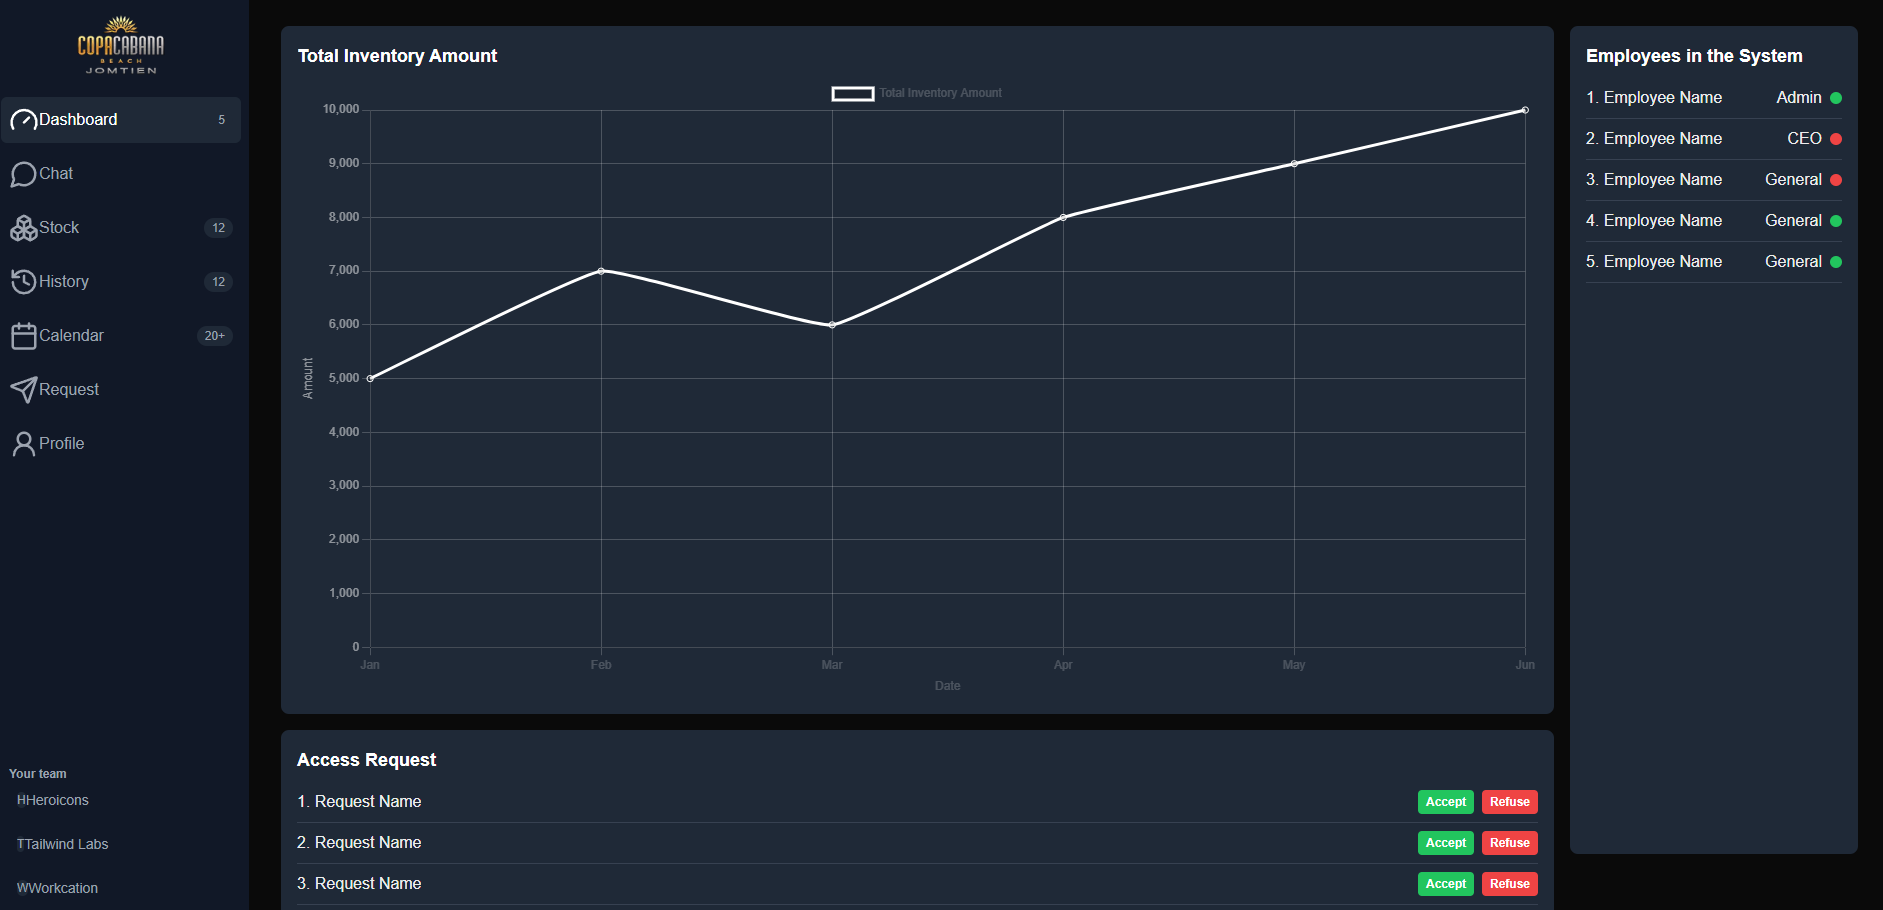 COPACABANA
BEACH
JOMTIEN
Dashboard 5
Chat
Stock 12
History 12
Calendar 20+
Request
Profile
Your team
HHeroicons
TTailwind Labs
WWorkcation
Total Inventory Amount
Total Inventory Amount
10,000
9,000
8,000
7,000
6,000
5,000
4,000
3,000
2,000
1,000
0
Amount
Jan Feb Mar Apr May Jun
Date
Access Request
1. Request Name Accept Refuse
2. Request Name Accept Refuse
3. Request Name Accept Refuse
Employees in the System
1. Employee Name Admin
2. Employee Name CEO
3. Employee Name General
4. Employee Name General
5. Employee Name General